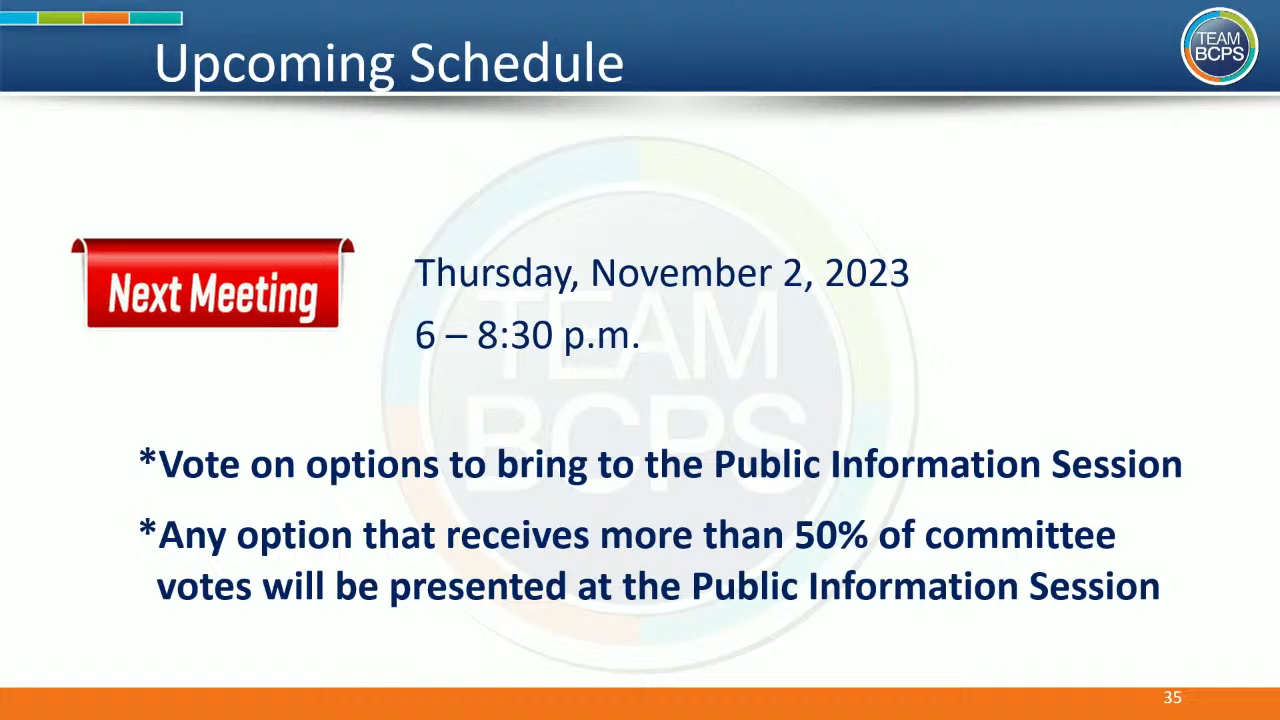 Upcoming Schedule
TEAM
BCPS
Next Meeting
Thursday, November 2, 2023
6 – 8:30 p.m.
TEAM
BCPS
*Vote on options to bring to the Public Information Session
*Any option that receives more than 50% of committee
votes will be presented at the Public Information Session
35